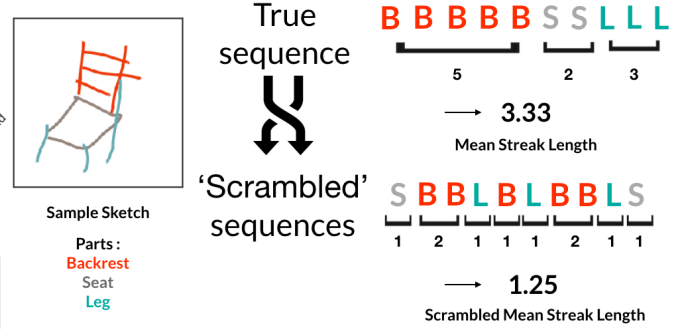 Sample Sketch
Parts :
Backrest
Seat
Leg
True
sequence
‘Scrambled’
sequences
B B B B B S S L L L
5 2 3
3.33
Mean Streak Length
S B B L B L B B L S
1 2 1 1 1 2 1 1
1.25
Scrambled Mean Streak Length